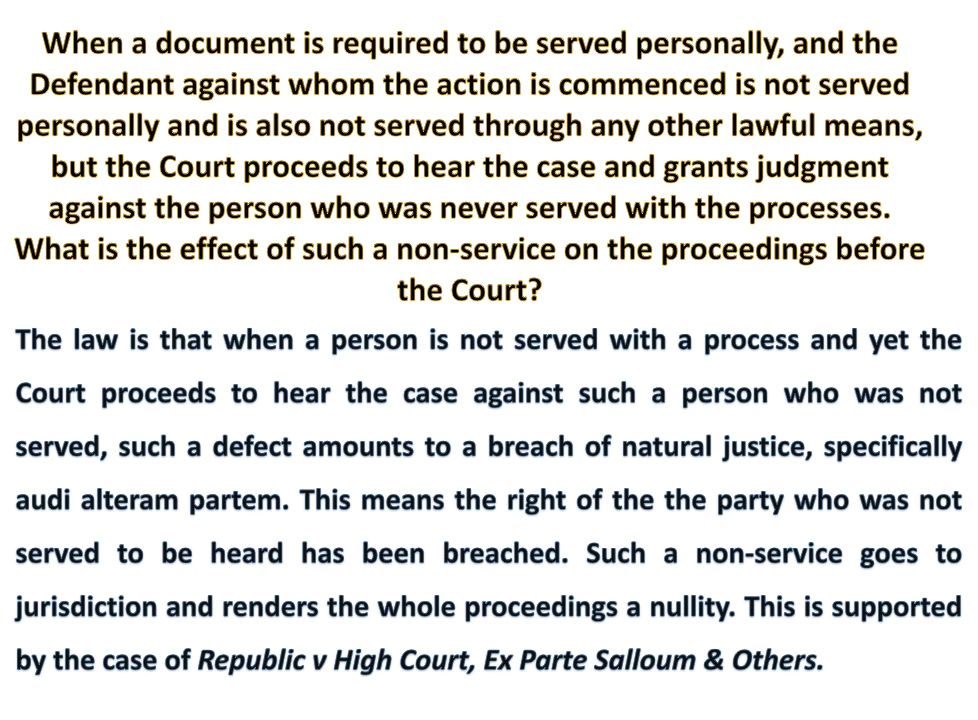 When a document is required to be served personally, and the
Defendant against whom the action is commenced is not served
personally and is also not served through any other lawful means,
but the Court proceeds to hear the case and grants judgment
against the person who was never served with the processes.
What is the effect of such a non-service on the proceedings before
the Court?
The law is that when a person is not served with a process and yet the
Court proceeds to hear the case against such a person who was not
served, such a defect amounts to a breach of natural justice, specifically
audi alteram partem. This means the right of the the party who was not
served to be heard has been breached. Such a non-service goes to
jurisdiction and renders the whole proceedings a nullity. This is supported
by the case of Republic v High Court, Ex Parte Salloum & Others.